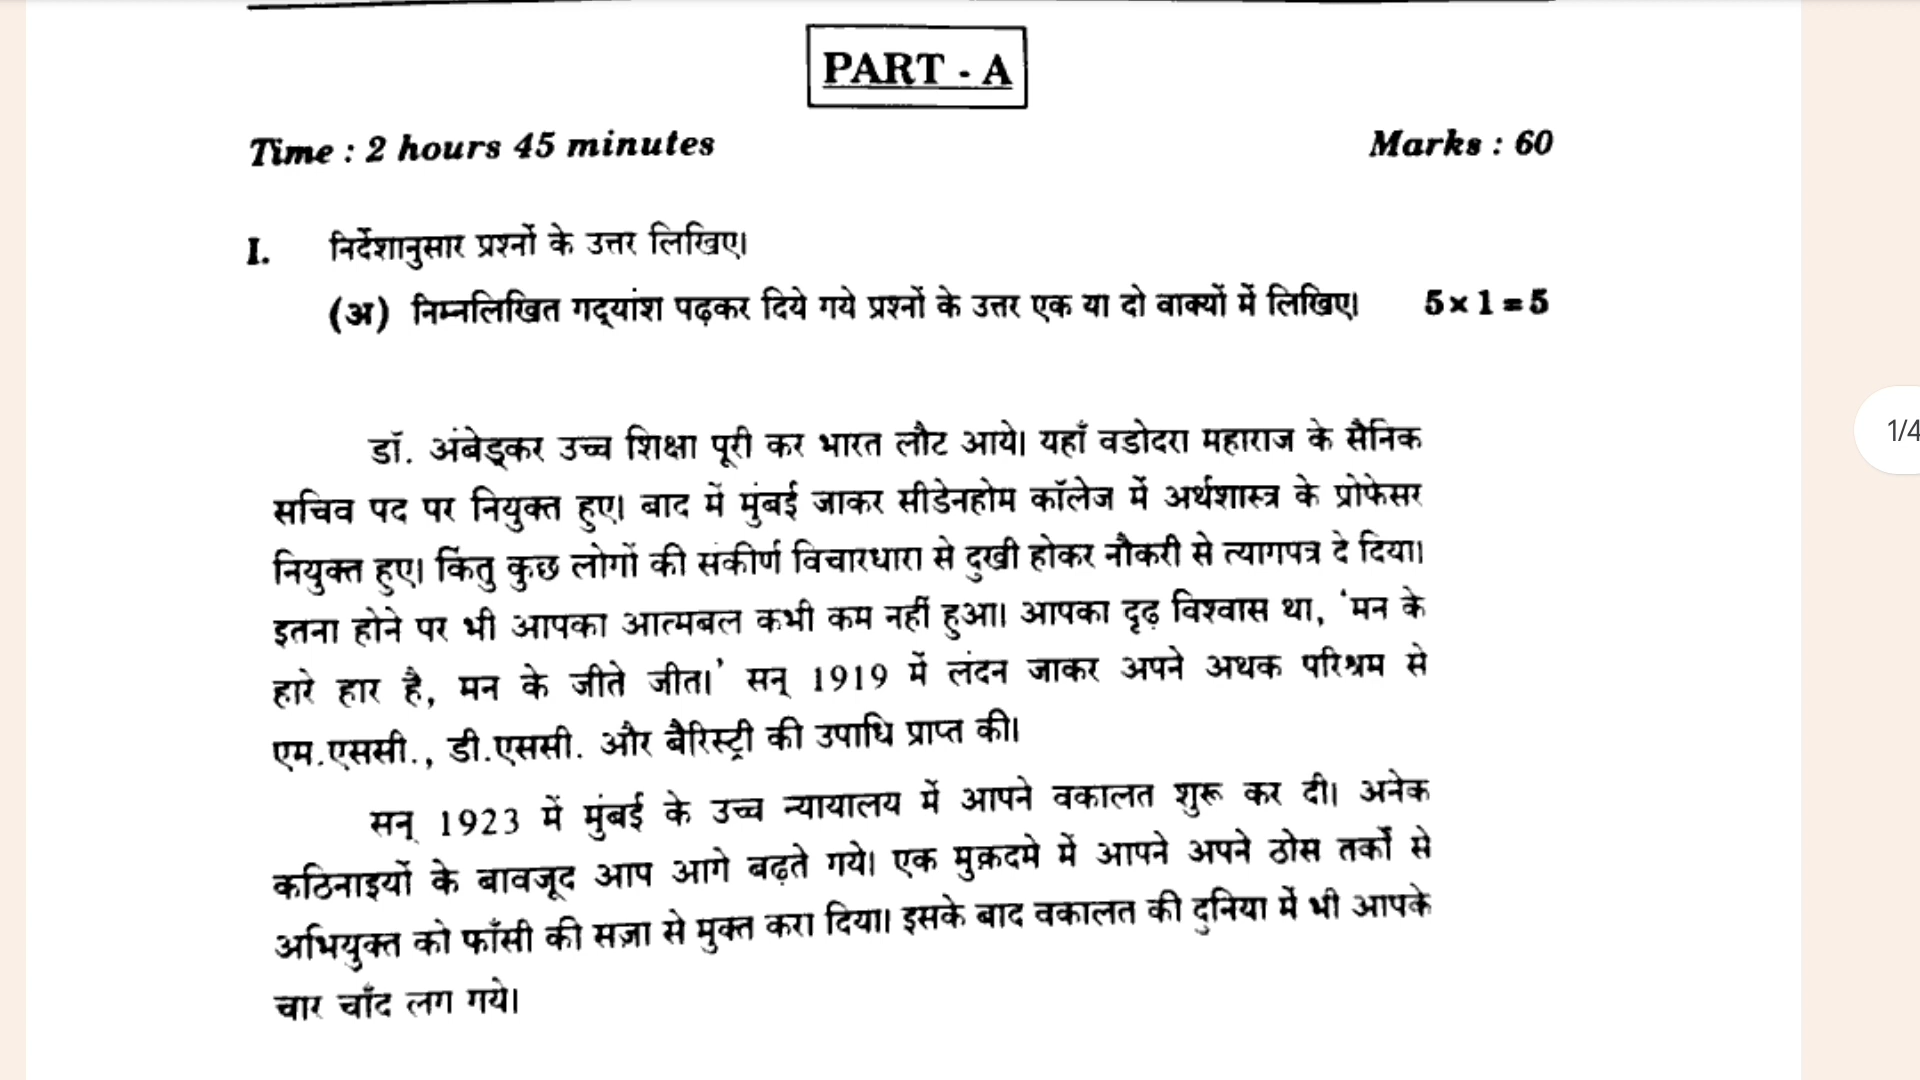 PART - A
Time : 2 hours 45 minutes Marks : 60
I. निर्देशानुसार प्रश्नों के उत्तर लिखिए।
(अ) निम्नलिखित गद्यांश पढ़कर दिये गये प्रश्नों के उत्तर एक या दो वाक्यों में लिखिए। 5×1=5
डॉ. अंबेड्कर उच्च शिक्षा पूरी कर भारत लौट आये। यहाँ वडोदरा महाराज के सैनिक
1/4
सचिव पद पर नियुक्त हुए। बाद में मुंबई जाकर सीडेनहोम कॉलेज में अर्थशास्त्र के प्रोफेसर
नियुक्त हुए। किंतु कुछ लोगों की संकीर्ण विचारधारा से दुखी होकर नौकरी से त्यागपत्र दे दिया।
इतना होने पर भी आपका आत्मबल कभी कम नहीं हुआ। आपका दृढ़ विश्वास था, 'मन के
हारे हार है, मन के जीते जीत।' सन् 1919 में लंदन जाकर अपने अथक परिश्रम से
एम.एससी., डी.एससी. और बैरिस्ट्री की उपाधि प्राप्त की।
सन् 1923 में मुंबई के उच्च न्यायालय में आपने वकालत शुरू कर दी। अनेक
कठिनाइयों के बावजूद आप आगे बढ़ते गये। एक मुक़दमे में आपने अपने ठोस तर्कों से
अभियुक्त को फाँसी की सज़ा से मुक्त करा दिया। इसके बाद वकालत की दुनिया में भी आपके
चार चाँद लग गये।